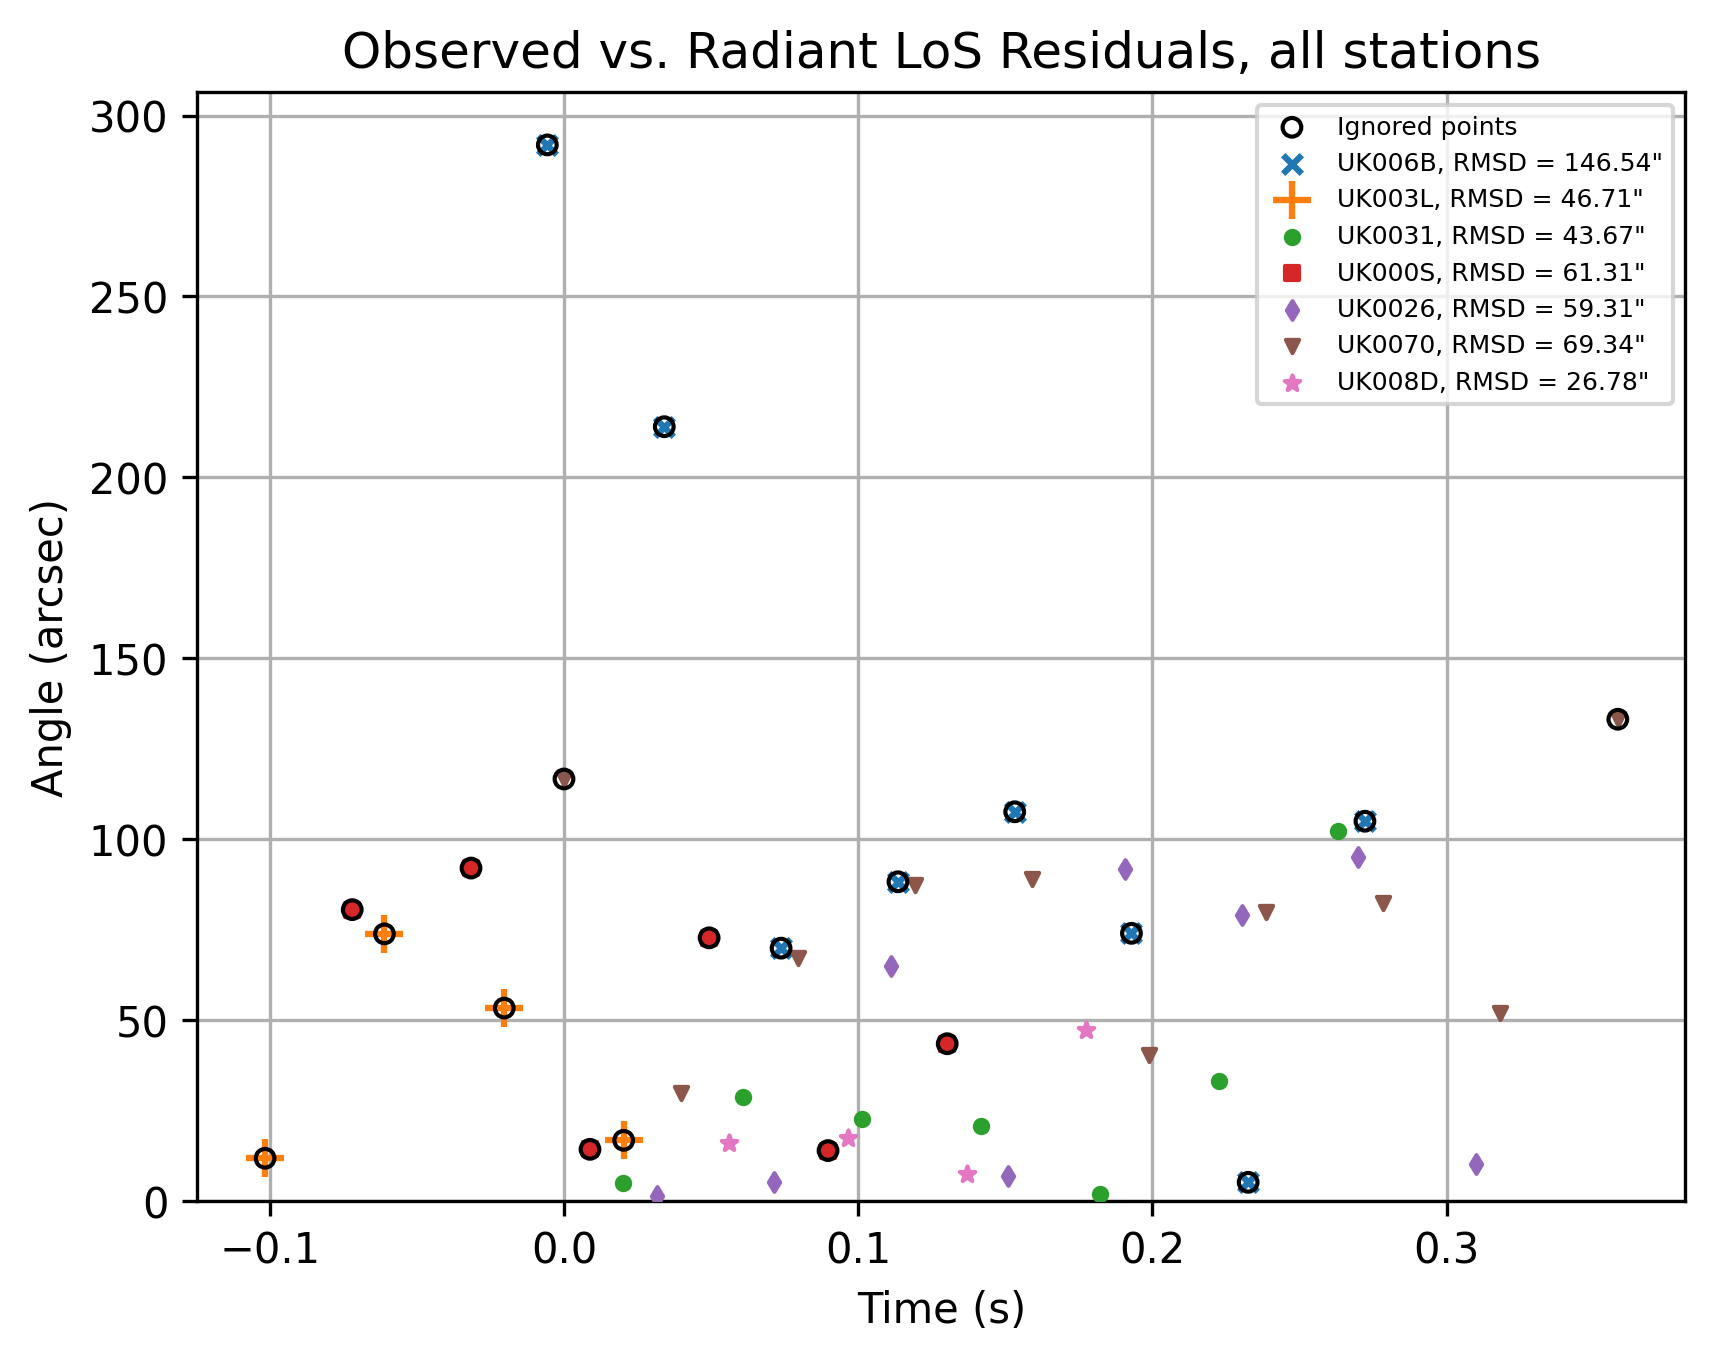 Observed vs. Radiant LoS Residuals, all stations
Angle (arcsec)
300
250
200
150
100
50
0
−0.1
0.0
0.1
0.2
0.3
Time (s)
Ignored points
UK006B, RMSD = 146.54"
UK003L, RMSD = 46.71"
UK0031, RMSD = 43.67"
UK000S, RMSD = 61.31"
UK0026, RMSD = 59.31"
UK0070, RMSD = 69.34"
UK008D, RMSD = 26.78"